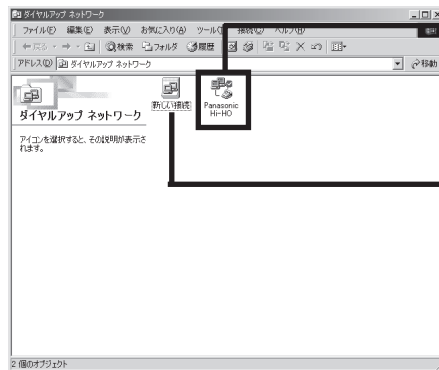 ダイヤルアップ ネットワーク
ファイル(F) 編集(E) 表示(V) お気に入り(A) ツール(T) 接続(C) ヘルプ(H)
戻る 検索 フォルダ 履歴
アドレス(D) ダイヤルアップ ネットワーク 移動
ダイヤルアップ ネットワーク
アイコンを選択すると、その説明が表示さ
れます。
新しい接続
Panasonic
Hi-HO
2 個のオブジェクト